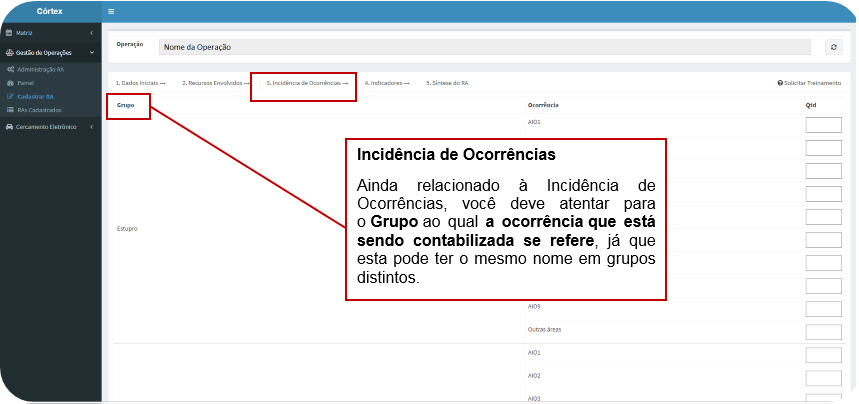 Córtex
Matriz
Gestão de Operações
Administração RA
Painel
Cadastrar RA
RAs Cadastrados
Cercamento Eletrônico
Operação
Nome da Operação
1. Dados Iniciais → 2. Recursos Envolvidos → 3. Incidência de Ocorrências → 4. Indicadores → 5. Síntese do RA
Solicitar Treinamento
Grupo Ocorrência Qtd
AIO1
Incidência de Ocorrências
Ainda relacionado à Incidência de
Ocorrências, você deve atentar para
o Grupo ao qual a ocorrência que está
sendo contabilizada se refere, já que
esta pode ter o mesmo nome em grupos
distintos.
Estupro
AIO9
Outras áreas
AIO1
AIO2
AIO3